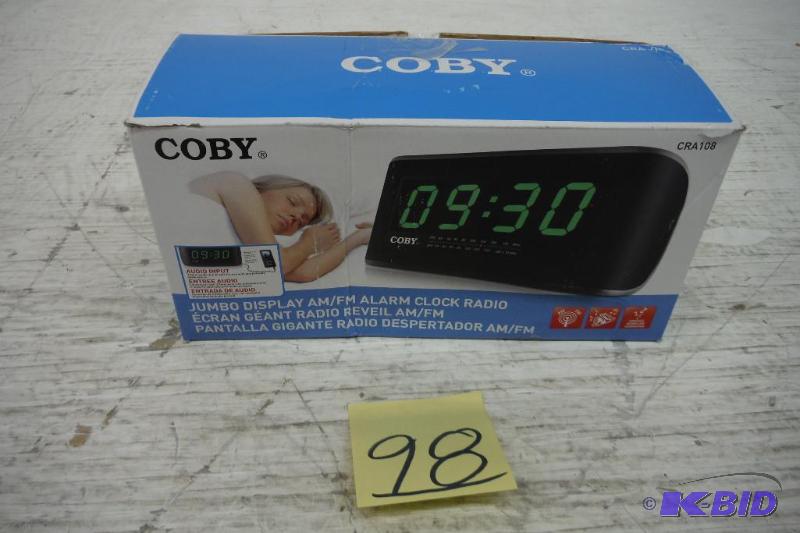 COBY®
COBY®
CRA108
09:30
COBY
09:30
AUDIO INPUT
ENTRÉE AUDIO
ENTRADA DE AUDIO
JUMBO DISPLAY AM/FM ALARM CLOCK RADIO
ÉCRAN GÉANT RADIO RÉVEIL AM/FM
PANTALLA GIGANTE RADIO DESPERTADOR AM/FM
98
© K-BID